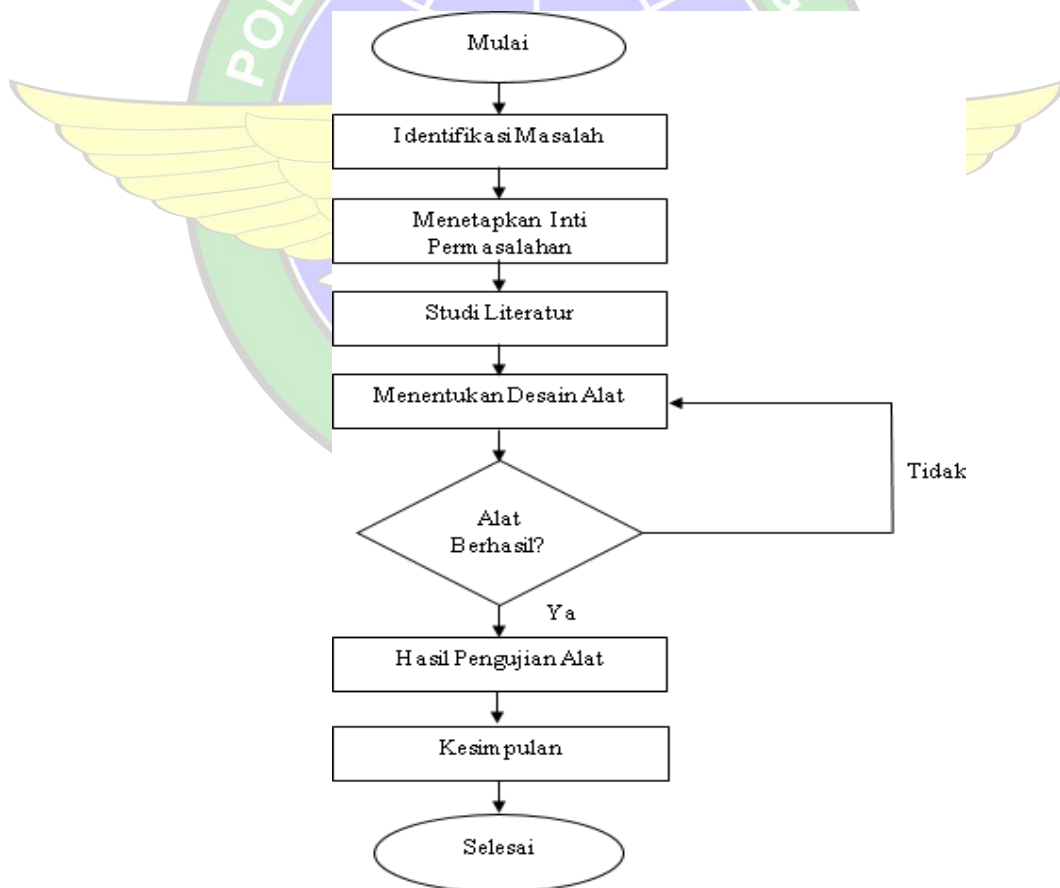 POL
Mulai
Identifikasi Masalah
Menetapkan Inti
Permasalahan
Studi Literatur
Menentukan Desain Alat
Tidak
Alat
Berhasil?
Ya
Hasil Pengujian Alat
Kesimpulan
Selesai